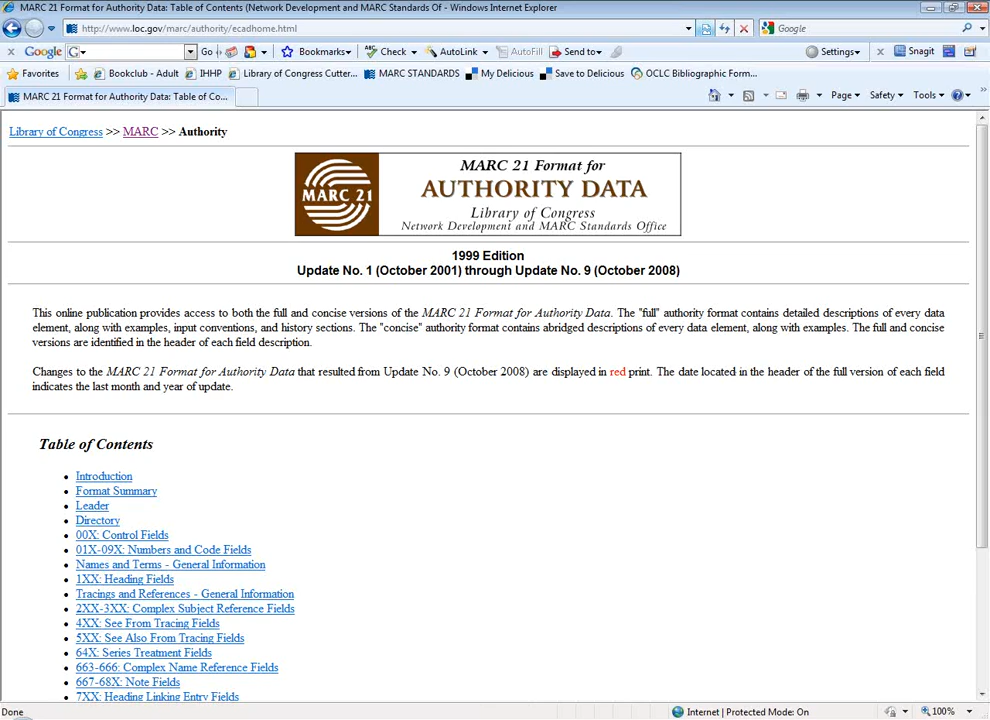 MARC 21 Format for Authority Data: Table of Contents (Network Development and MARC Standards Of - Windows Internet Explorer
http://www.loc.gov/marc/authority/ecadhome.html
Google
Google Go Bookmarks Check AutoLink AutoFill Send to Settings Snagit
Favorites Bookclub - Adult IHHP Library of Congress Cutter... MARC STANDARDS My Delicious Save to Delicious OCLC Bibliographic Form...
MARC 21 Format for Authority Data: Table of Co... Page Safety Tools
Library of Congress >> MARC >> Authority
MARC 21
MARC 21 Format for
AUTHORITY DATA
Library of Congress
Network Development and MARC Standards Office
1999 Edition
Update No. 1 (October 2001) through Update No. 9 (October 2008)
This online publication provides access to both the full and concise versions of the MARC 21 Format for Authority Data. The "full" authority format contains detailed descriptions of every data
element, along with examples, input conventions, and history sections. The "concise" authority format contains abridged descriptions of every data element, along with examples. The full and concise
versions are identified in the header of each field description.
Changes to the MARC 21 Format for Authority Data that resulted from Update No. 9 (October 2008) are displayed in red print. The date located in the header of the full version of each field
indicates the last month and year of update.
Table of Contents
Introduction
Format Summary
Leader
Directory
00X: Control Fields
01X-09X: Numbers and Code Fields
Names and Terms - General Information
1XX: Heading Fields
Tracings and References - General Information
2XX-3XX: Complex Subject Reference Fields
4XX: See From Tracing Fields
5XX: See Also From Tracing Fields
64X: Series Treatment Fields
663-666: Complex Name Reference Fields
667-68X: Note Fields
7XX: Heading Linking Entry Fields
Done Internet | Protected Mode: On 100%